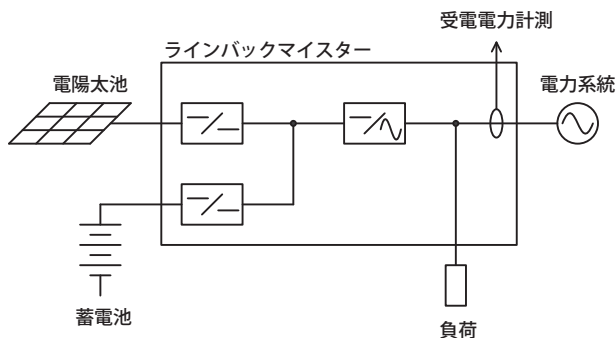 受電電力計測
ラインバックマイスター
電陽太池
電力系統
蓄電池
負荷